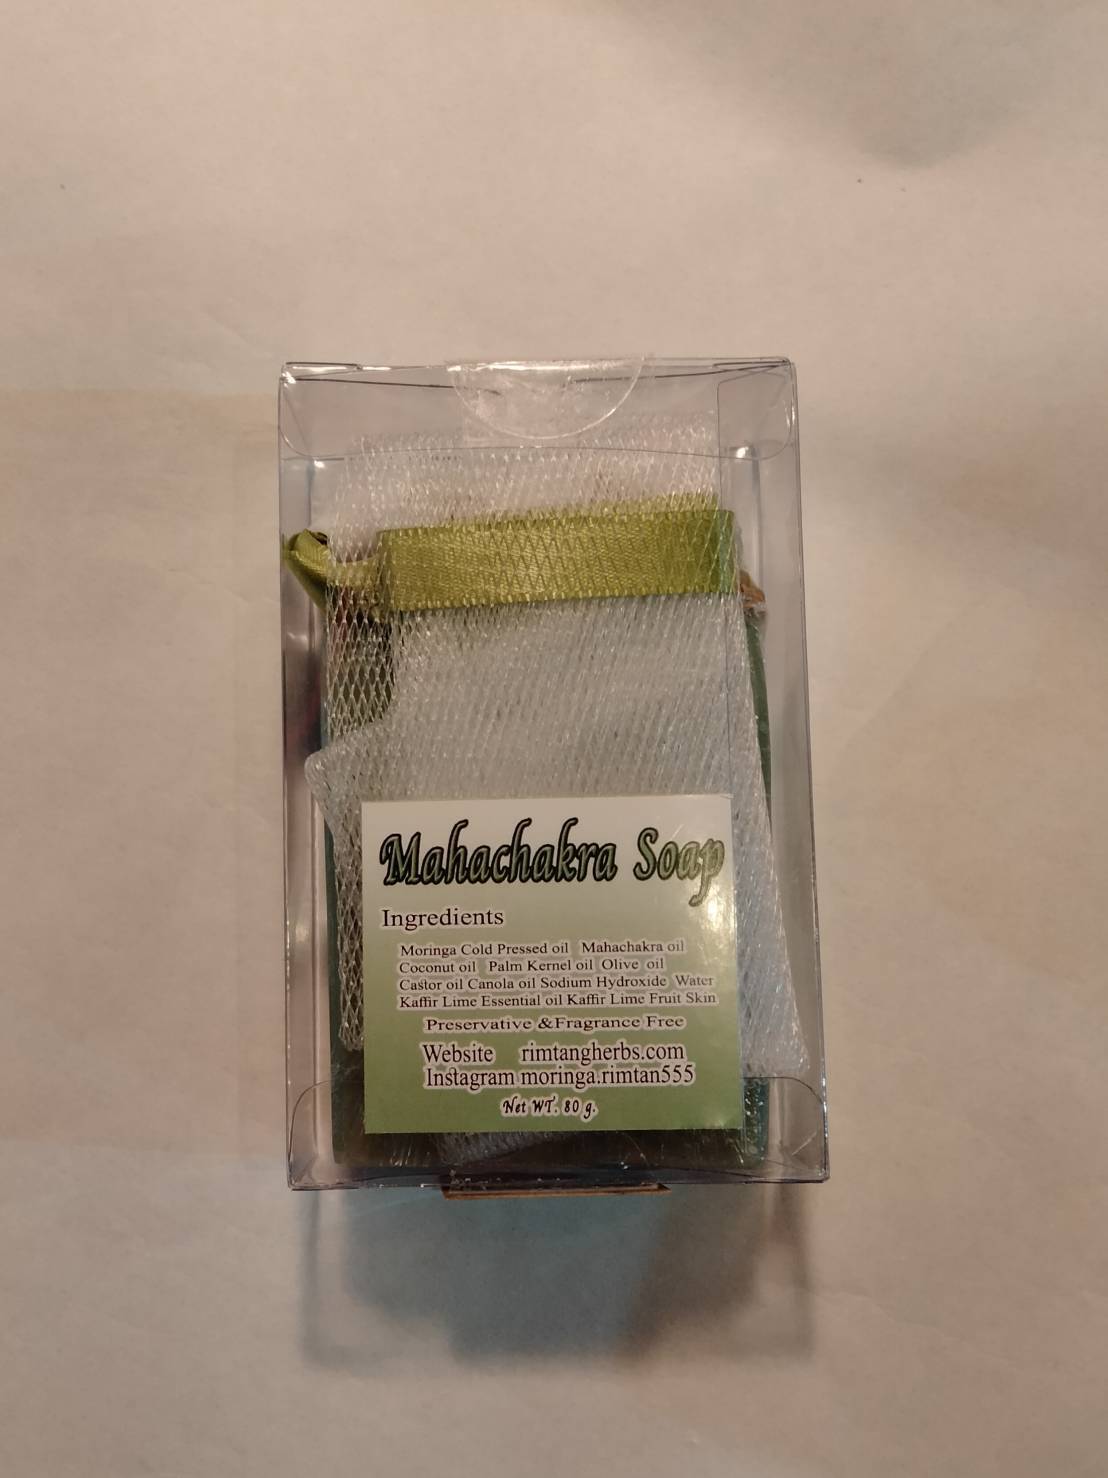 Mahachakra Soap
Ingredients
Moringa Cold Pressed oil Mahachakra oil
Coconut oil Palm Kernel oil Olive oil
Castor oil Canola oil Sodium Hydroxide Water
Kaffir Lime Essential oil Kaffir Lime Fruit Skin
Preservative &Fragrance Free
Website rimtangherbs.com
Instagram moringa.rimtan555
Net WT. 80 g.